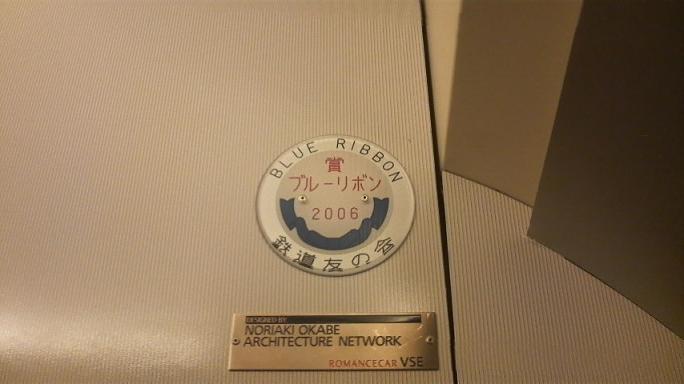 BLUE RIBBON
賞
ブルーリボン
2006
鉄道友の会
DESIGNED BY
NORIAKI OKABE
ARCHITECTURE NETWORK
ROMANCECAR VSE